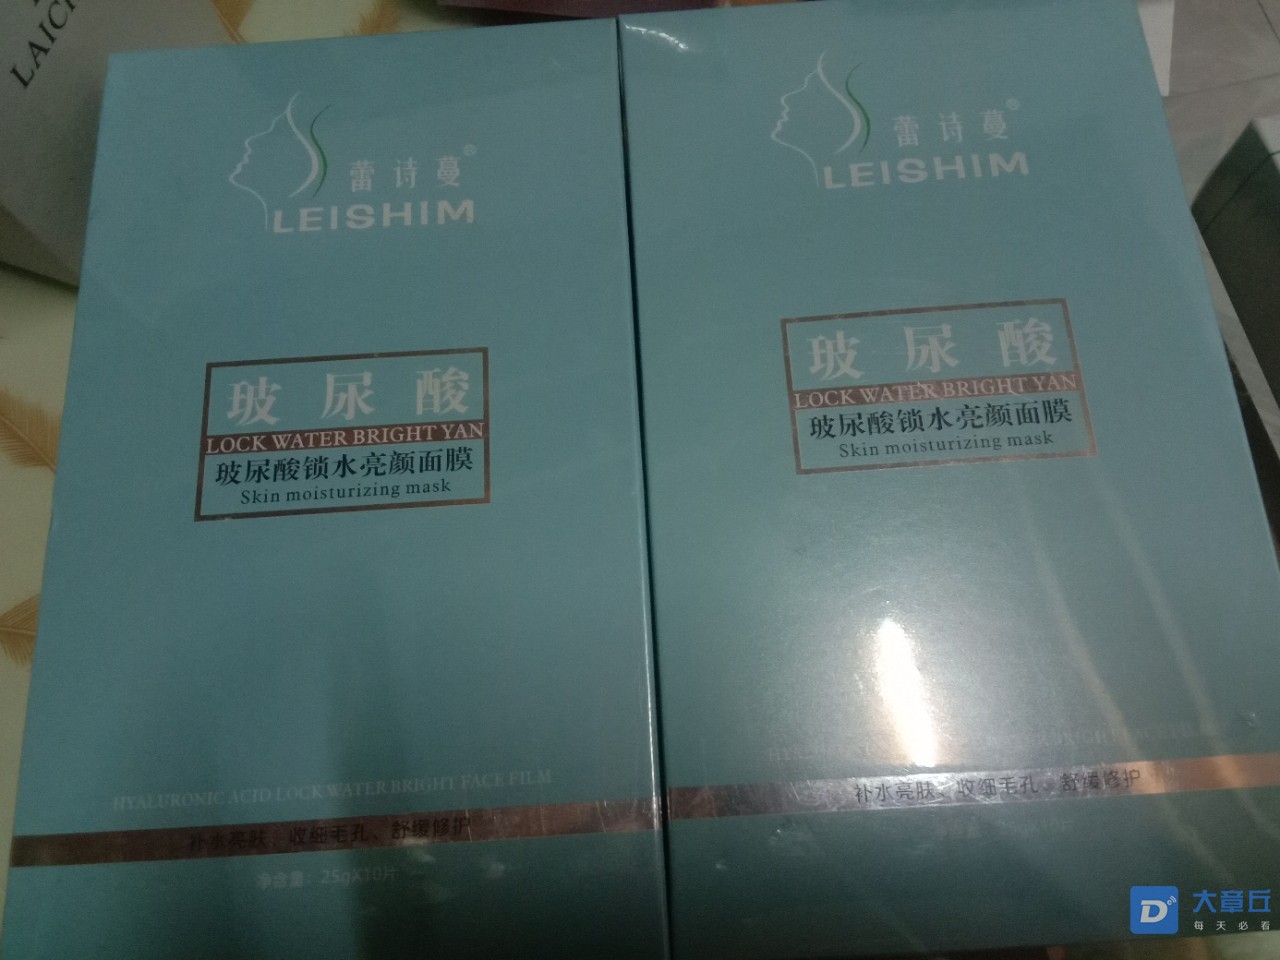 LAICH
蕾诗蔓®
LEISHIM
玻尿酸
LOCK WATER BRIGHT YAN
玻尿酸锁水亮颜面膜
Skin moisturizing mask
HYALURONIC ACID LOCK WATER BRIGHT FACE FILM
补水亮肤、收细毛孔、舒缓修护
净含量：25gX10片
蕾诗蔓®
LEISHIM
玻尿酸
LOCK WATER BRIGHT YAN
玻尿酸锁水亮颜面膜
Skin moisturizing mask
补水亮肤、收细毛孔、舒缓修护
大章丘
每天必看